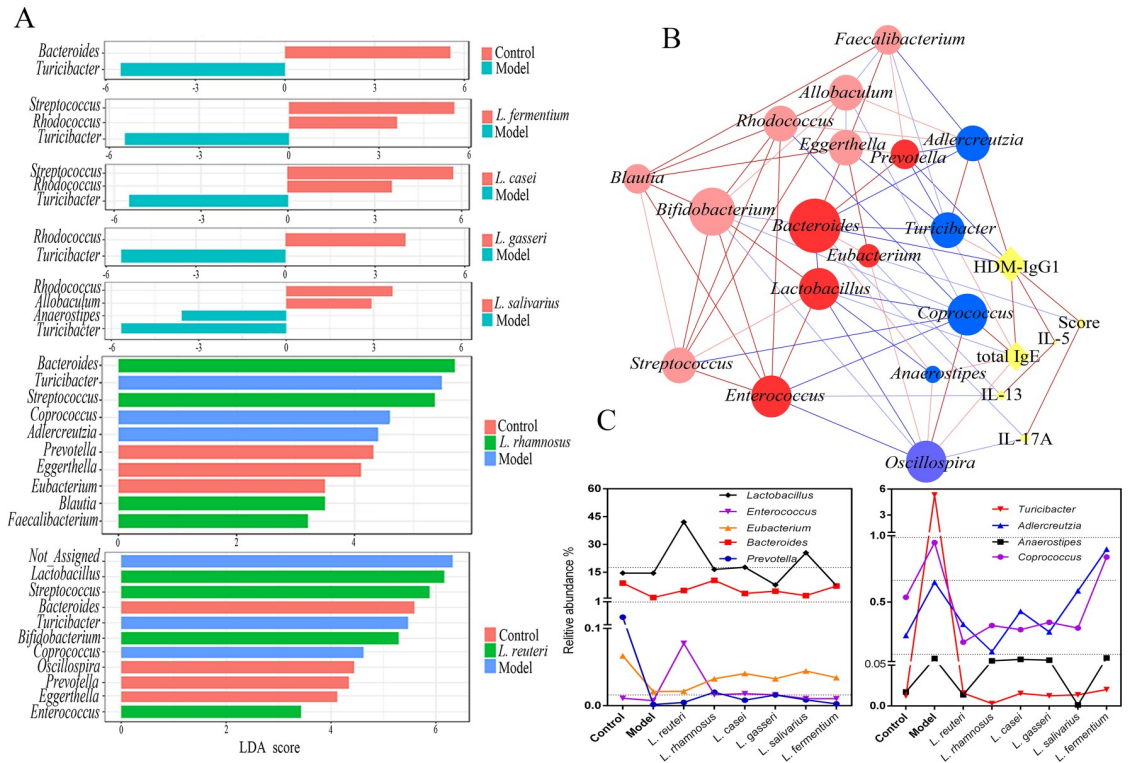 A
Bacteroides
Turicibacter
-6 -3 0 3 6
Control
Model
Streptococcus
Rhodococcus
Turicibacter
-6 -3 0 3 6
L. fermentium
Model
Streptococcus
Rhodococcus
Turicibacter
-6 -3 0 3 6
L. casei
Model
Rhodococcus
Turicibacter
-3 0 3 6
L. gasseri
Model
Rhodococcus
Allobaculum
Anaerostipes
Turicibacter
-3 0 3 6
L. salivarius
Model
Bacteroides
Turicibacter
Streptococcus
Coprococcus
Adlercreutzia
Prevotella
Eggerthella
Eubacterium
Blautia
Faecalibacterium
0 2 4
Control
L. rhamnosus
Model
Not_Assigned
Lactobacillus
Streptococcus
Bacteroides
Turicibacter
Bifidobacterium
Coprococcus
Oscillospira
Prevotella
Eggerthella
Enterococcus
0 2 4 6
LDA score
Control
L. reuteri
Model
B
Faecalibacterium
Allobaculum
Rhodococcus
Eggerthella
Prevotella
Adlercreutzia
Blautia
Bifidobacterium
Bacteroides
Turicibacter
Eubacterium
HDM-IgG1
Lactobacillus
Coprococcus
Score
IL-5
total IgE
Streptococcus
Anaerostipes
Enterococcus
IL-13
IL-17A
Oscillospira
C
Relitive abundance %
60
45
30
15
1
0.1
0.0
Lactobacillus
Enterococcus
Eubacterium
Bacteroides
Prevotella
Control
Model
L. reuteri
L. rhamnosus
L. casei
L. gasseri
L. salivarius
L. fermentium
6
5
4
3
2
1.0
0.5
0.05
0.0
Turicibacter
Adlercreutzia
Anaerostipes
Coprococcus
Control
Model
L. reuteri
L. rhamnosus
L. casei
L. gasseri
L. salivarius
L. fermentium